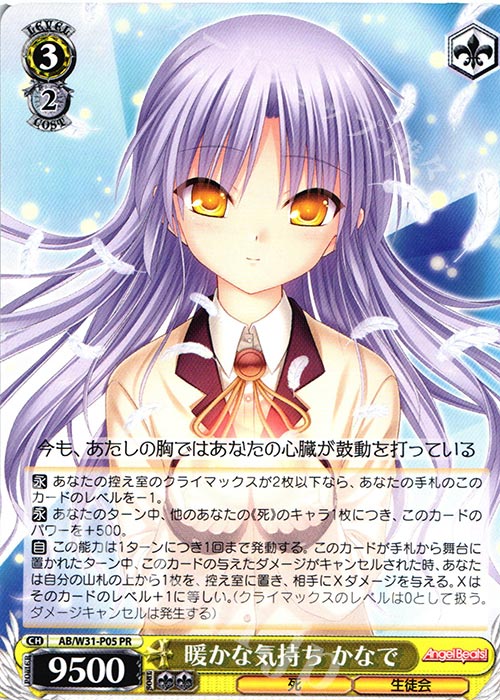 LEVEL
3
2
COST
今も、あたしの胸ではあなたの心臓が鼓動を打っている
永 あなたの控え室のクライマックスが2枚以下なら、あなたの手札のこの
カードのレベルを－1。
永 あなたのターン中、他のあなたの《死》のキャラ1枚につき、このカードの
パワーを＋500。
自 この能力は1ターンにつき1回まで発動する。このカードが手札から舞台に
置かれたターン中、このカードの与えたダメージがキャンセルされた時、あなた
は自分の山札の上から1枚を、控え室に置き、相手にXダメージを与える。Xは
そのカードのレベル＋1に等しい。（クライマックスのレベルは0として扱う。
ダメージキャンセルは発生する）
CH AB/W31-P05 PR
暖かな気持ち かなで
Angel Beats!
POWER
9500
SOUL
死
生徒会